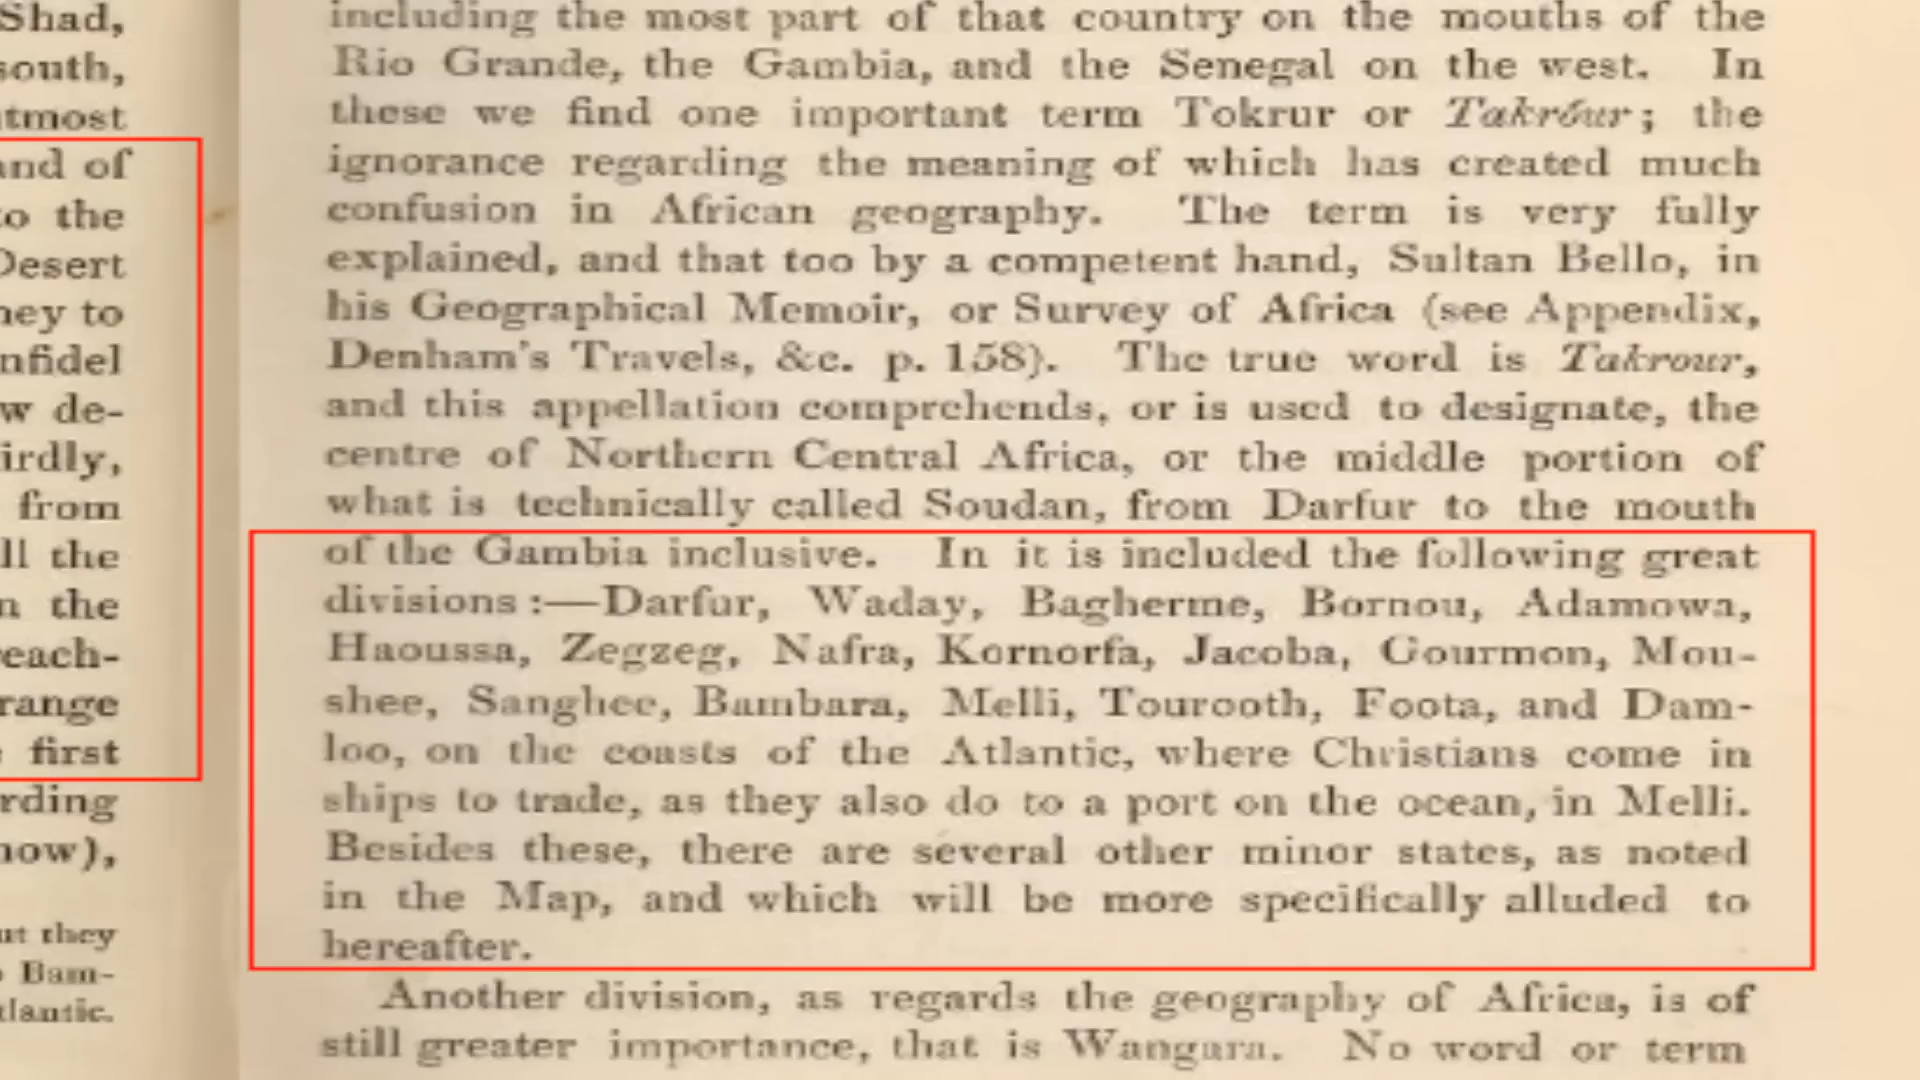 Shad,
south,
utmost
and of
to the
Desert
ney to
nfidel
w de-
irdly,
from
ll the
n the
reach-
range
first
rding
now),
ut they
Bam-
tlantic.
including the most part of that country on the mouths of the
Rio Grande, the Gambia, and the Senegal on the west. In
these we find one important term Tokrur or Takróur; the
ignorance regarding the meaning of which has created much
confusion in African geography. The term is very fully
explained, and that too by a competent hand, Sultan Bello, in
his Geographical Memoir, or Survey of Africa (see Appendix,
Denham's Travels, &c. p. 158). The true word is Takrour,
and this appellation comprehends, or is used to designate, the
centre of Northern Central Africa, or the middle portion of
what is technically called Soudan, from Darfur to the mouth
of the Gambia inclusive. In it is included the following great
divisions:—Darfur, Waday, Bagherme, Bornou, Adamowa,
Haoussa, Zegzeg, Nafra, Kornorfa, Jacoba, Gourmon, Mou-
shee, Sanghee, Bambara, Melli, Tourooth, Foota, and Dam-
loo, on the coasts of the Atlantic, where Christians come in
ships to trade, as they also do to a port on the ocean, in Melli.
Besides these, there are several other minor states, as noted
in the Map, and which will be more specifically alluded to
hereafter.
Another division, as regards the geography of Africa, is of
still greater importance, that is Wangara. No word or term